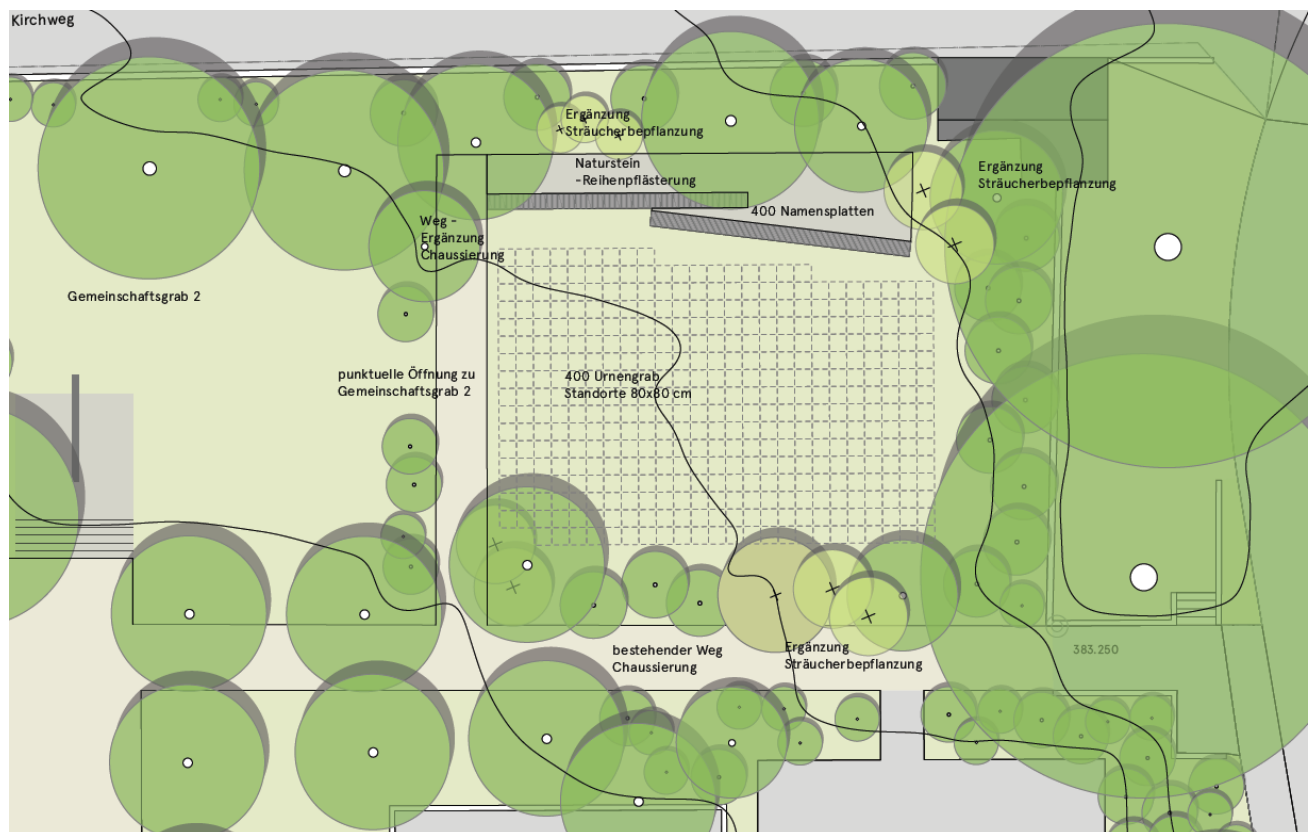 Kirchweg
Ergänzung
Sträucherbepflanzung
Naturstein
-Reihenpflästerung
Ergänzung
Sträucherbepflanzung
400 Namensplatten
Weg -
Ergänzung
Chaussierung
Gemeinschaftsgrab 2
punktuelle Öffnung zu
Gemeinschaftsgrab 2
400 Urnengrab
Standorte 80x80 cm
bestehender Weg
Chaussierung
Ergänzung
Sträucherbepflanzung
383.250